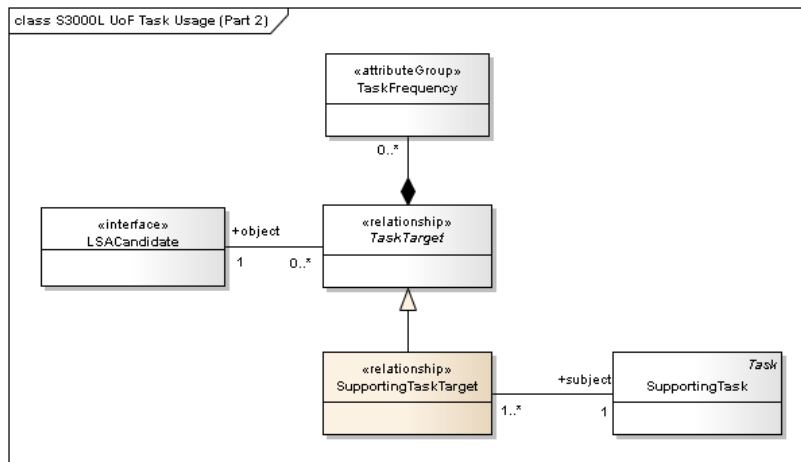 class S3000L UoF Task Usage (Part 2)
«attributeGroup»
TaskFrequency
0..*
«interface»
LSACandidate
+object
1
0..*
«relationship»
TaskTarget
«relationship»
SupportingTaskTarget
+subject
1..*
1
Task
SupportingTask